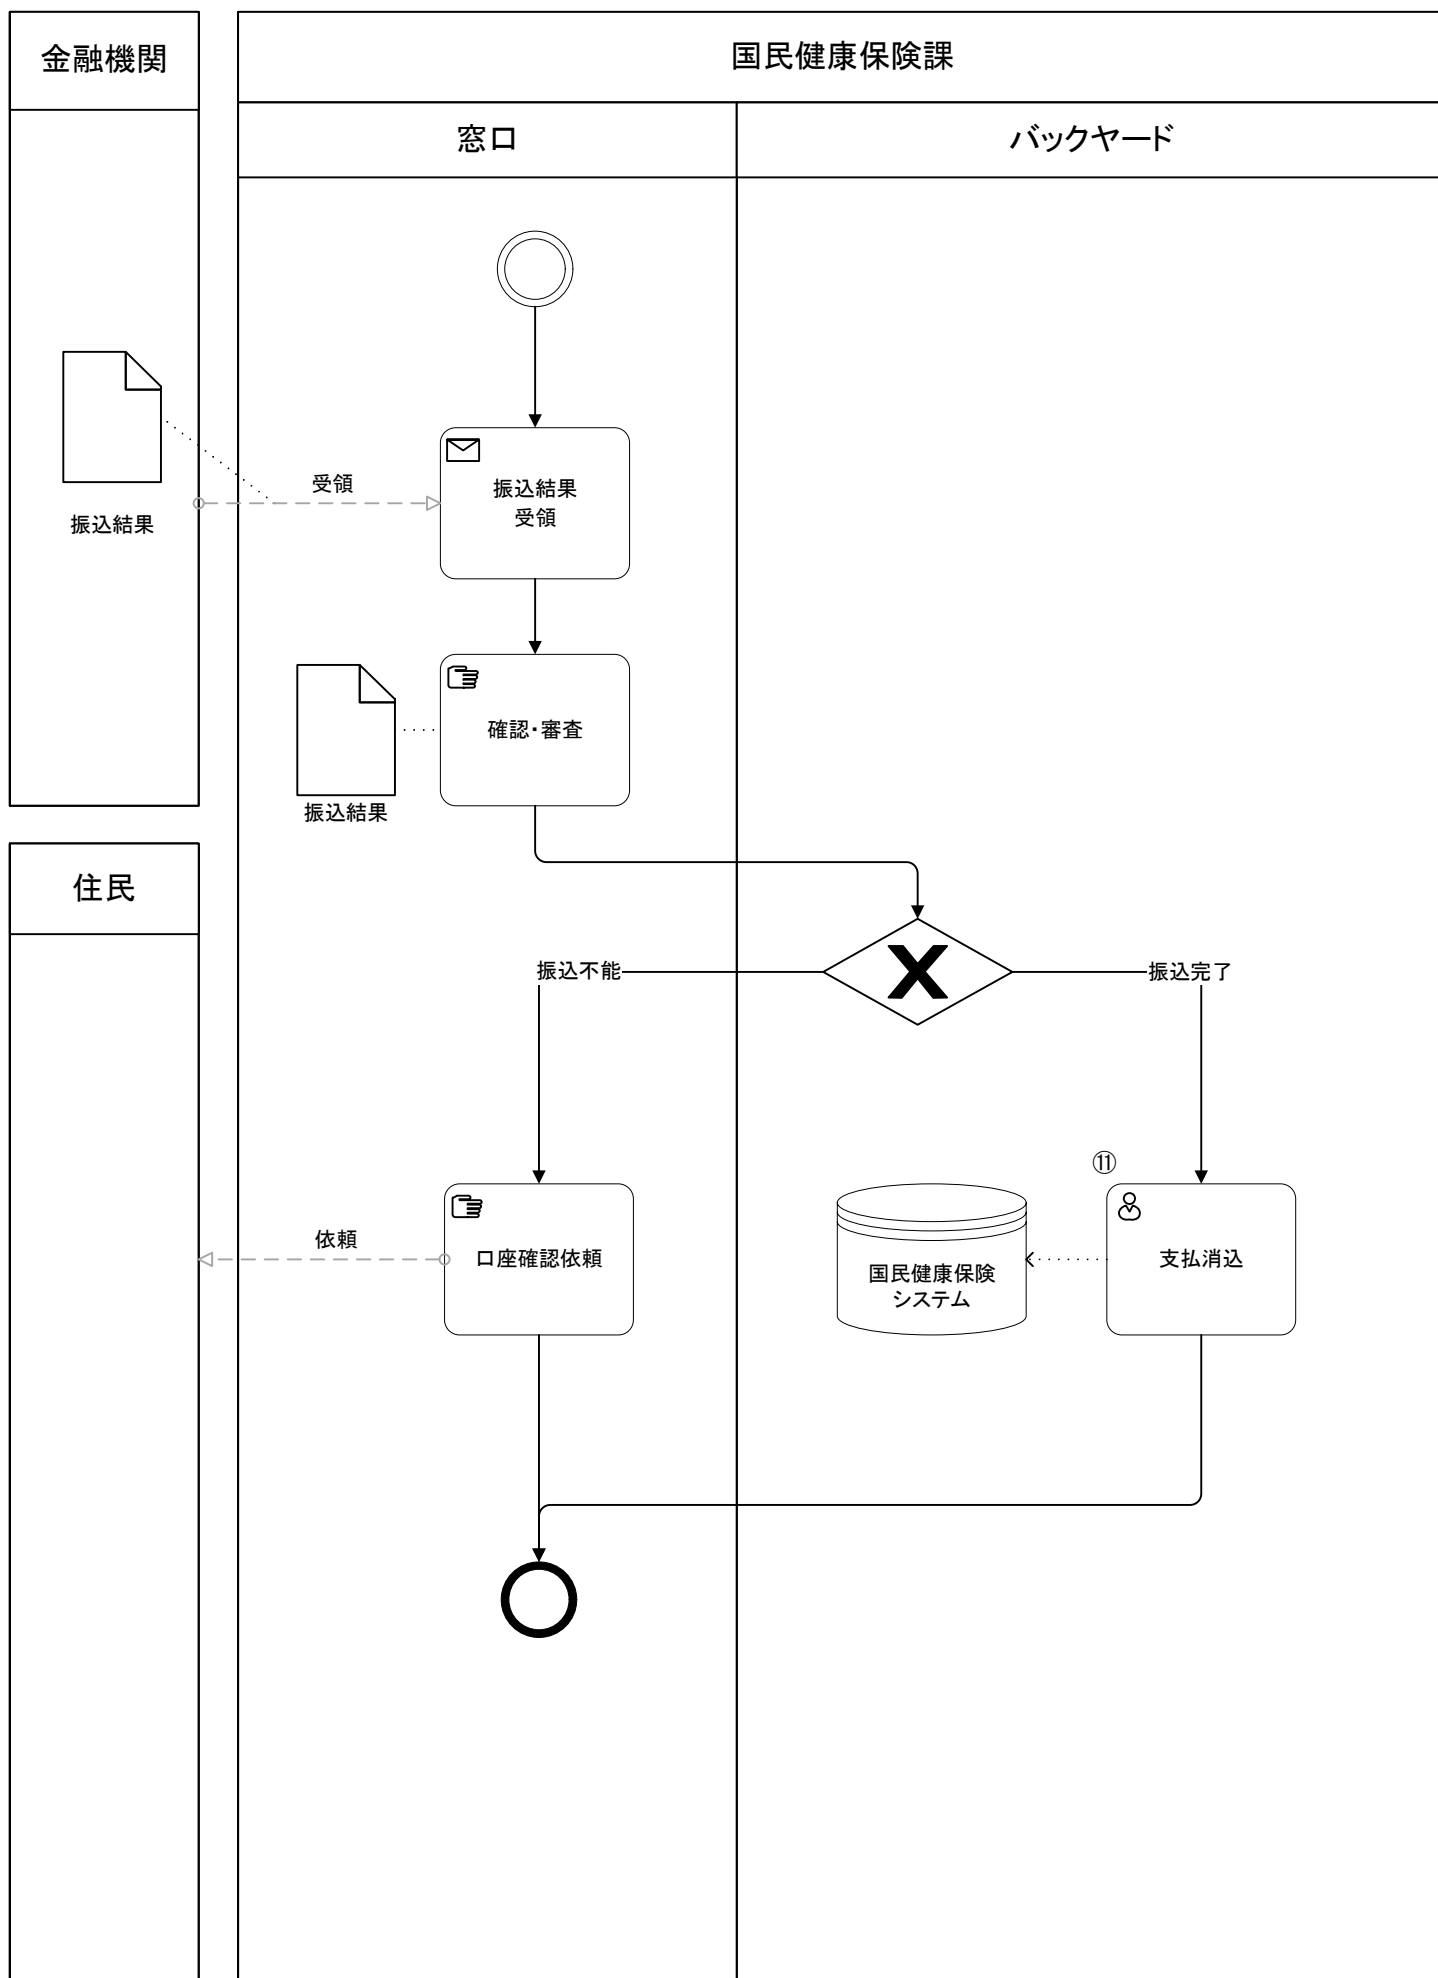 金融機関
国民健康保険課
窓口
バックヤード
受領
振込結果
受領
振込結果
確認・審査
振込結果
住民
振込不能
振込完了
⑪
依頼
口座確認依頼
国民健康保険
システム
支払消込